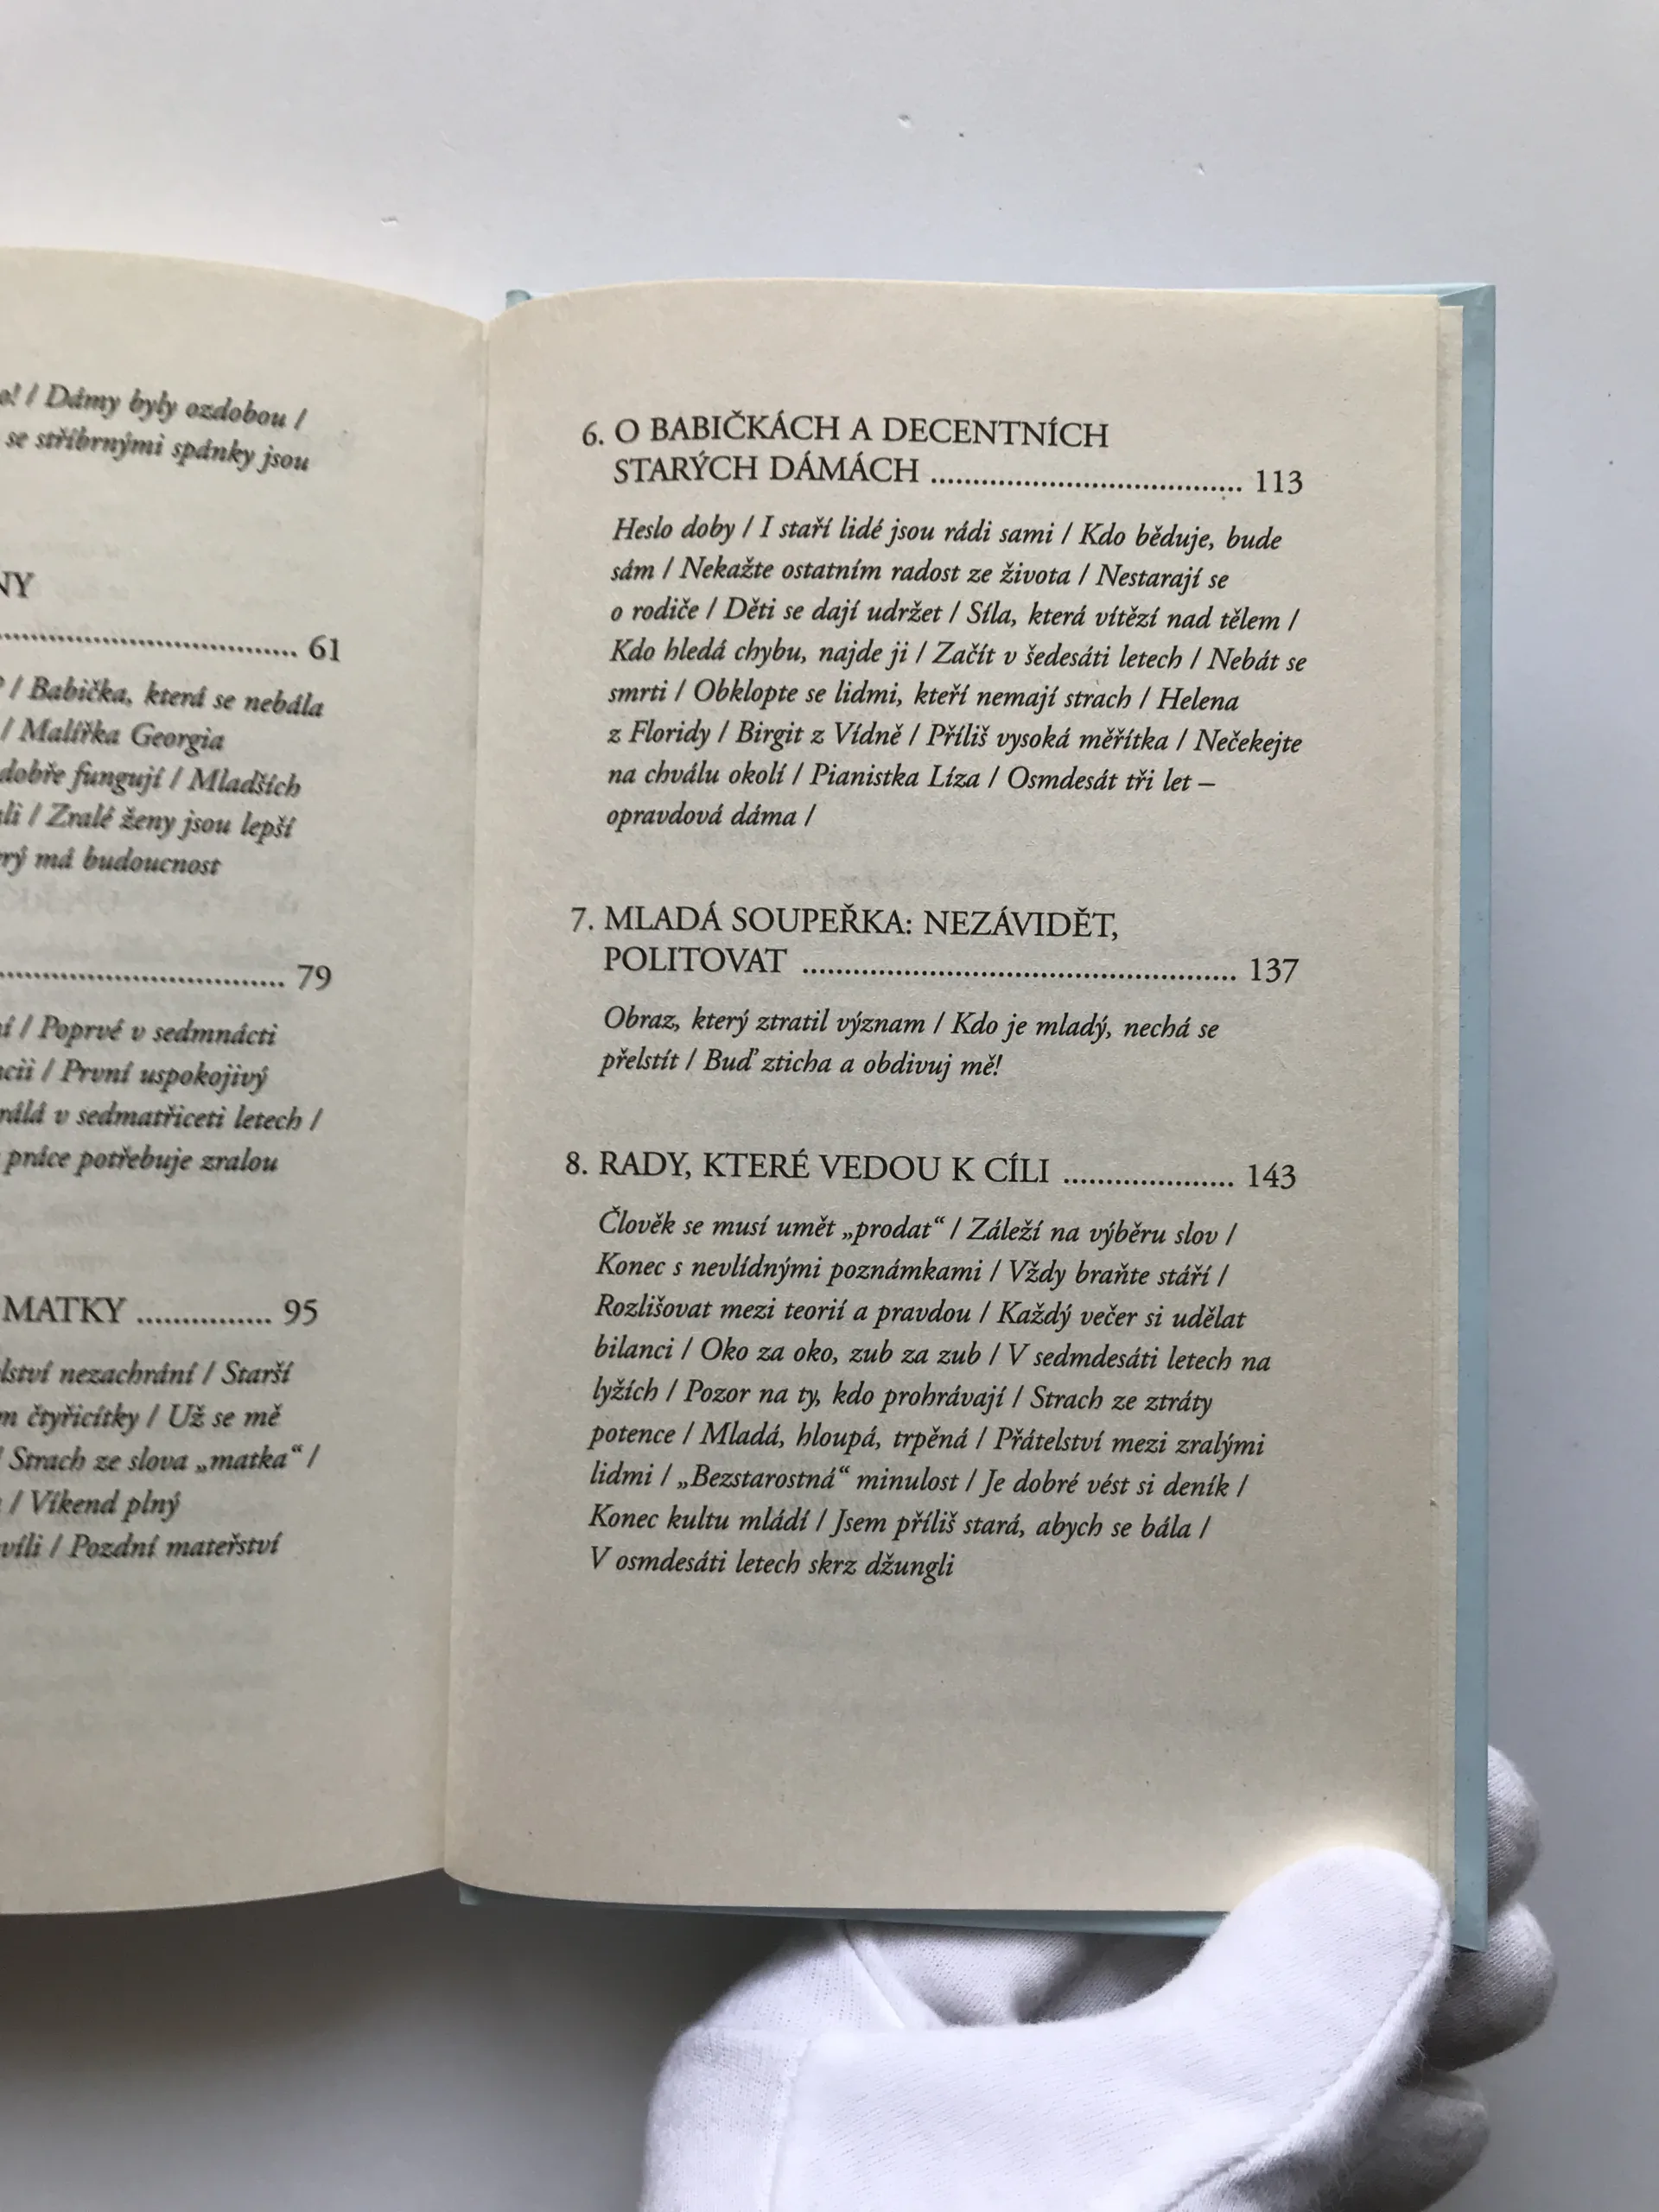 o! / Dámy byly ozdobou /
se stříbrnými spánky jsou
NY
61
/ Babička, která se nebála
/ Malířka Georgia
dobře fungují / Mladších
/ Zralé ženy jsou lepší
má budoucnost
79
/ Poprvé v sedmnácti
/ První uspokojivý
v sedmatřiceti letech /
práce potřebuje zralou
MATKY ................ 95
nezachrání / Starší
čtyřicítky / Už se mě
Strach ze slova „matka“ /
/ Víkend plný
/ Pozdní mateřství
6. O BABIČKÁCH A DECENTNÍCH
STARÝCH DÁMÁCH ..................................... 113
Heslo doby / I staří lidé jsou rádi sami / Kdo běduje, bude
sám / Nekažte ostatním radost ze života / Nestarají se
o rodiče / Děti se dají udržet / Síla, která vítězí nad tělem /
Kdo hledá chybu, najde ji / Začít v šedesáti letech / Nebát se
smrti / Obklopte se lidmi, kteří nemají strach / Helena
z Floridy / Birgit z Vídně / Příliš vysoká měřítka / Nečekejte
na chválu okolí / Pianistka Líza / Osmdesát tři let –
opravdová dáma /
7. MLADÁ SOUPEŘKA: NEZÁVIDĚT,
POLITOVAT .................................................... 137
Obraz, který ztratil význam / Kdo je mladý, nechá se
přelstít / Buď zticha a obdivuj mě!
8. RADY, KTERÉ VEDOU K CÍLI .................... 143
Člověk se musí umět „prodat“ / Záleží na výběru slov /
Konec s nevlídnými poznámkami / Vždy braňte stáří /
Rozlišovat mezi teorií a pravdou / Každý večer si udělat
bilanci / Oko za oko, zub za zub / V sedmdesáti letech na
lyžích / Pozor na ty, kdo prohrávají / Strach ze ztráty
potence / Mladá, hloupá, trpěná / Přátelství mezi zralými
lidmi / „Bezstarostná“ minulost / Je dobré vést si deník /
Konec kultu mládí / Jsem příliš stará, abych se bála /
V osmdesáti letech skrz džungli